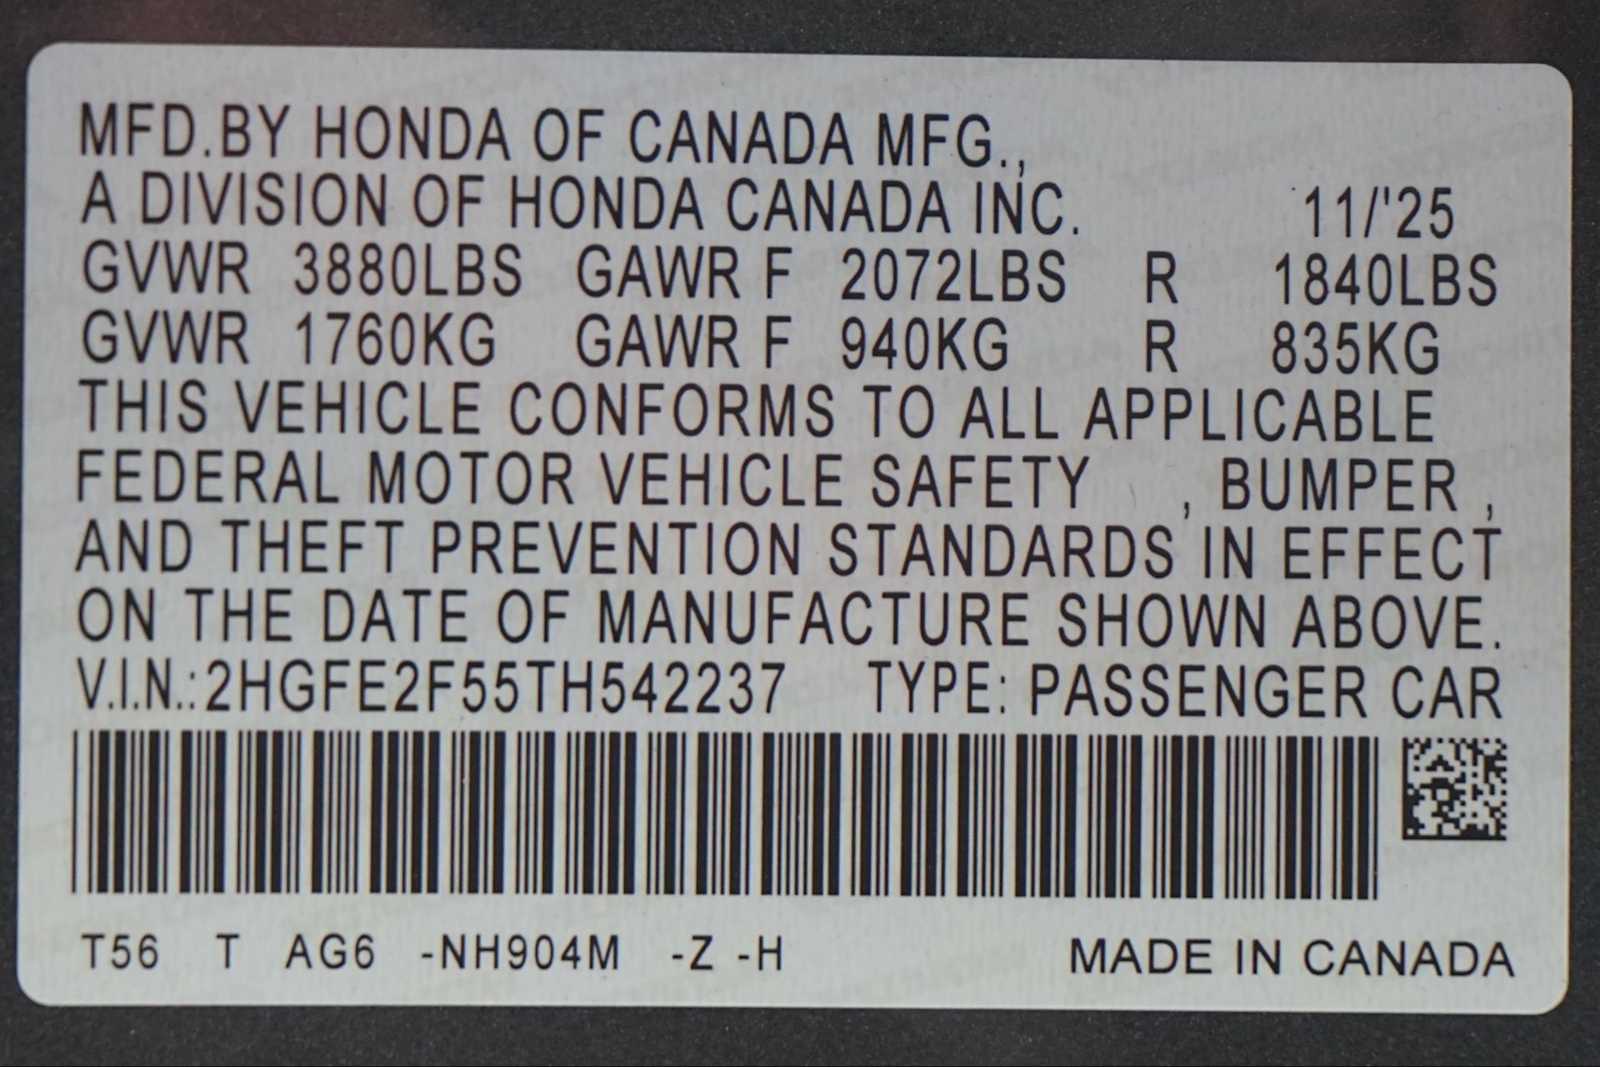 MFD.BY HONDA OF CANADA MFG.,
A DIVISION OF HONDA CANADA INC. 11/'25
GVWR 3880LBS GAWR F 2072LBS R 1840LBS
GVWR 1760KG GAWR F 940KG R 835KG
THIS VEHICLE CONFORMS TO ALL APPLICABLE
FEDERAL MOTOR VEHICLE SAFETY , BUMPER ,
AND THEFT PREVENTION STANDARDS IN EFFECT
ON THE DATE OF MANUFACTURE SHOWN ABOVE.
V.I.N.:2HGFE2F55TH542237 TYPE: PASSENGER CAR
T56 T AG6 -NH904M -Z -H MADE IN CANADA